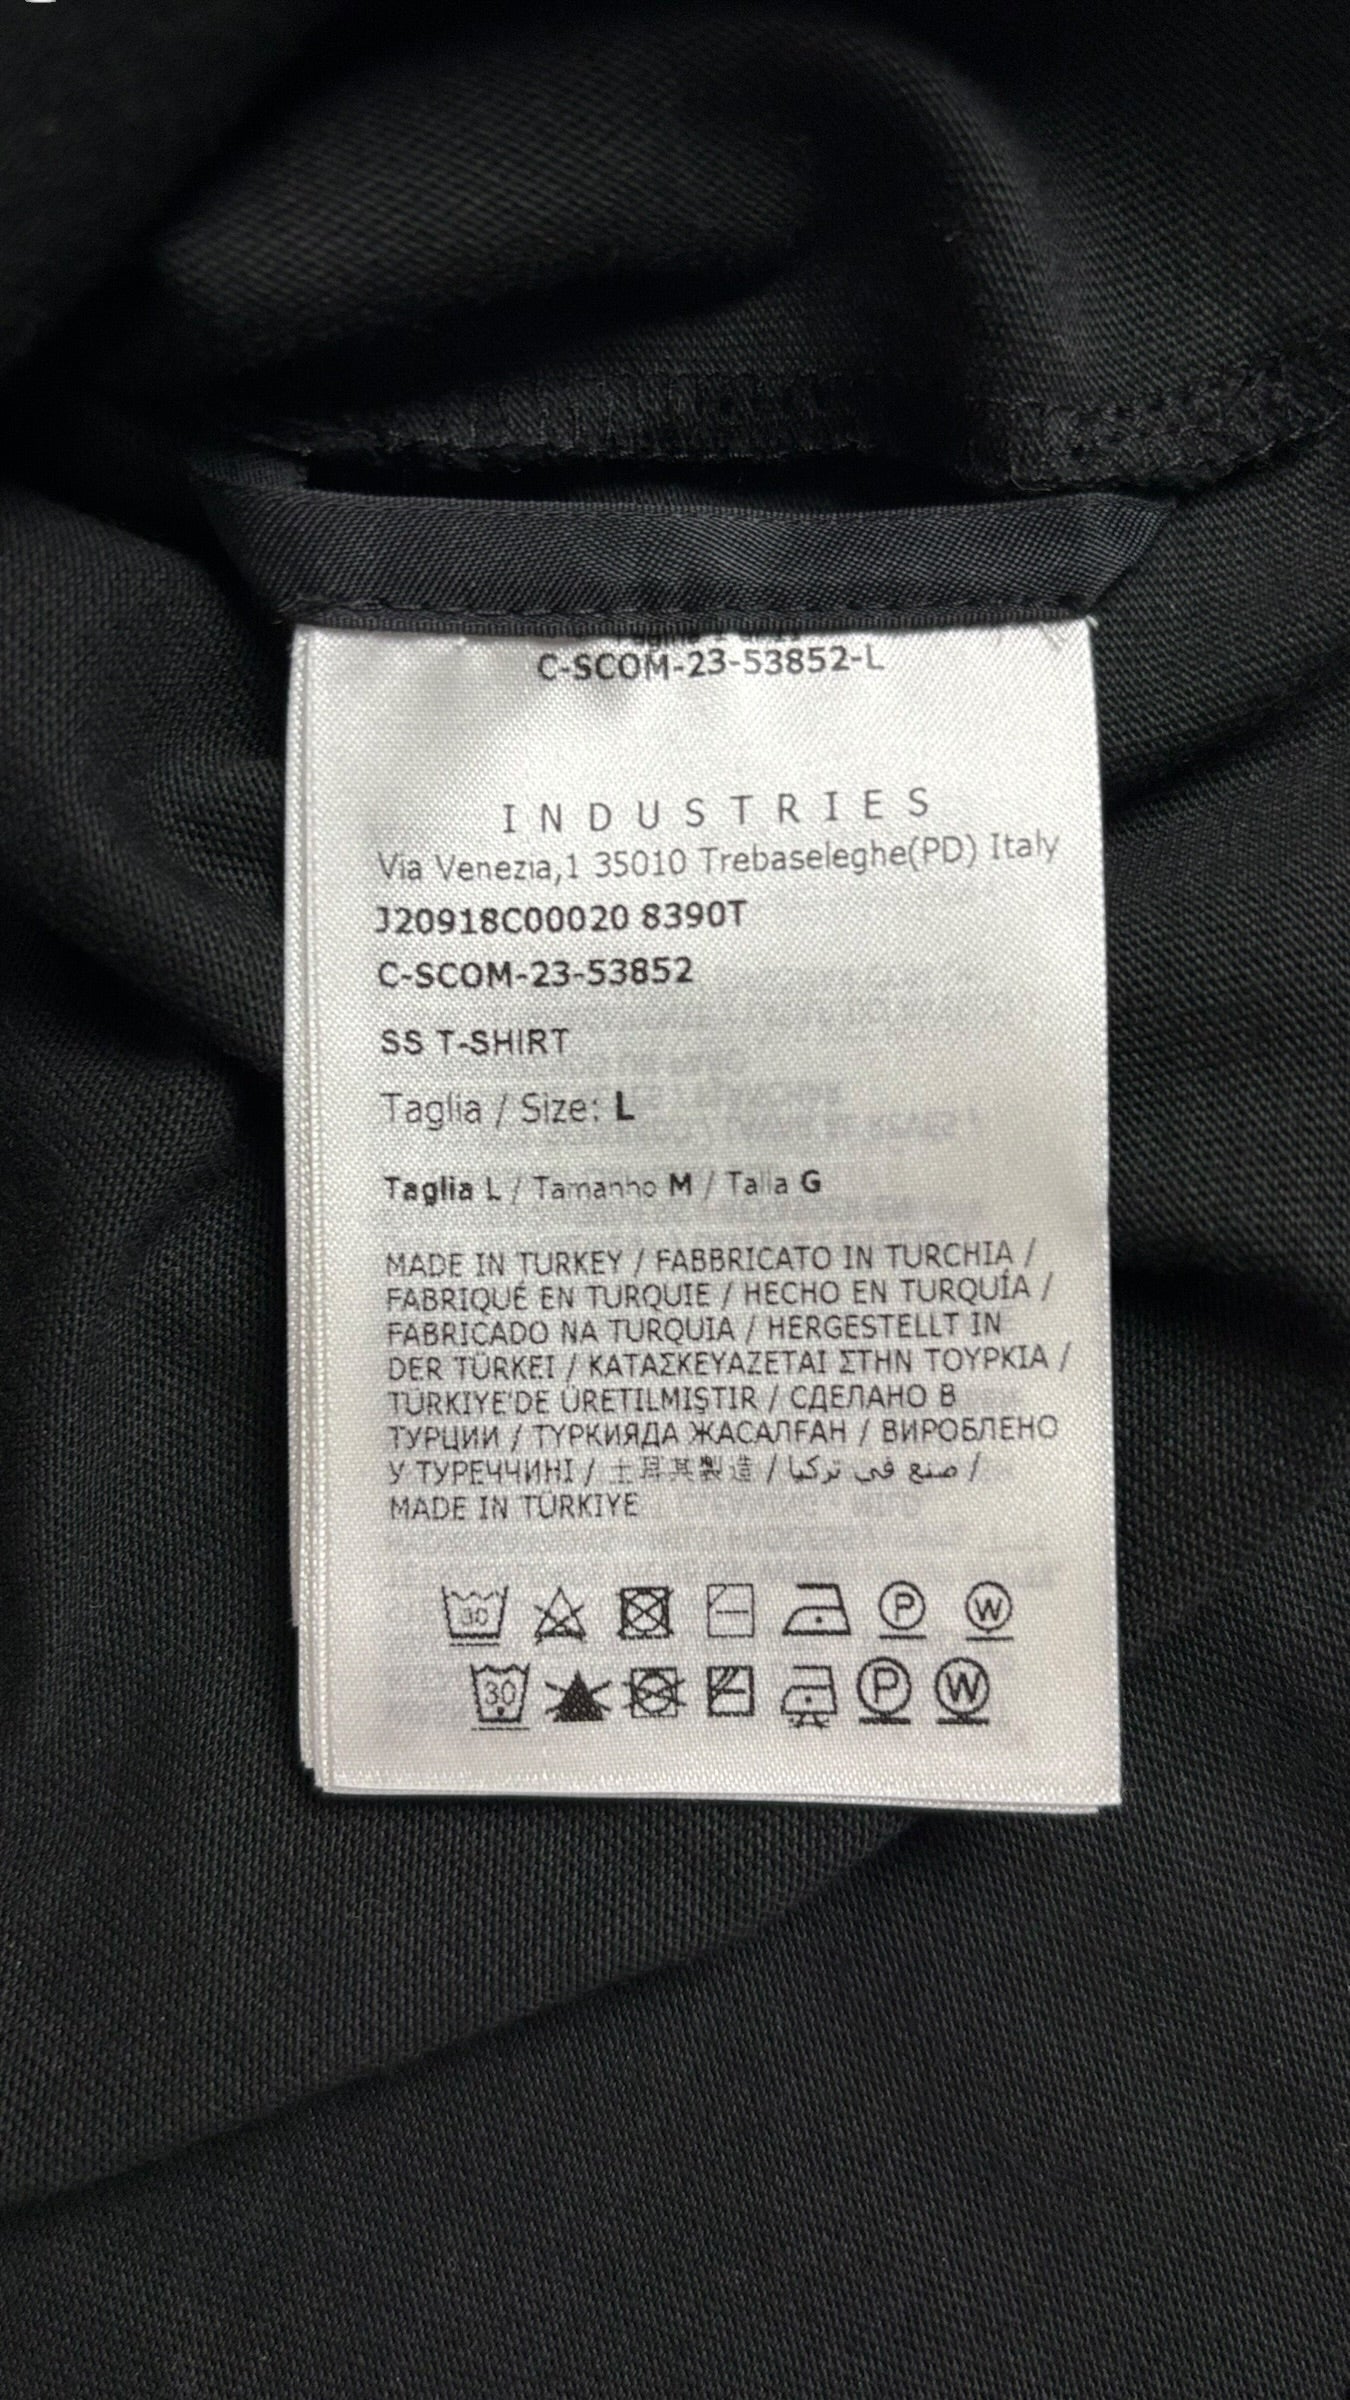 C-SCOM-23-53852-L
INDUSTRIES
Via Venezia,1 35010 Trebaseleghe(PD) Italy
J20918C00020 8390T
C-SCOM-23-53852
SS T-SHIRT
Taglia / Size: L
Taglia L / Tamanho M / Talla G
MADE IN TURKEY / FABBRICATO IN TURCHIA /
FABRIQUÉ EN TURQUIE / HECHO EN TURQUÍA /
FABRICADO NA TURQUIA / HERGESTELLT IN
DER TÜRKEI / ΚΑΤΑΣΚΕΥΑΖΕΤΑΙ ΣΤΗΝ ΤΟΥΡΚΙΑ /
TÜRKIYE'DE ÜRETILMIŞTIR / СДЕЛАНО В
ТУРЦИИ / ТҮРКИЯДА ЖАСАЛҒАН / ВИРОБЛЕНО
У ТУРЕЧЧИНІ / 土耳其製造 / صنع في تركيا /
MADE IN TÜRKIYE
30 P W
30 P W